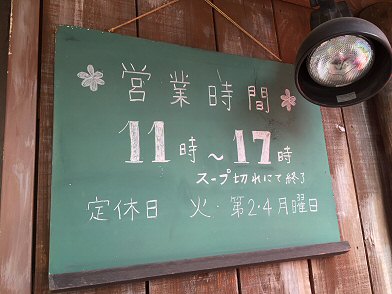 営業時間
11時～17時
スープ切れにて終了
定休日 火・第2・4月曜日